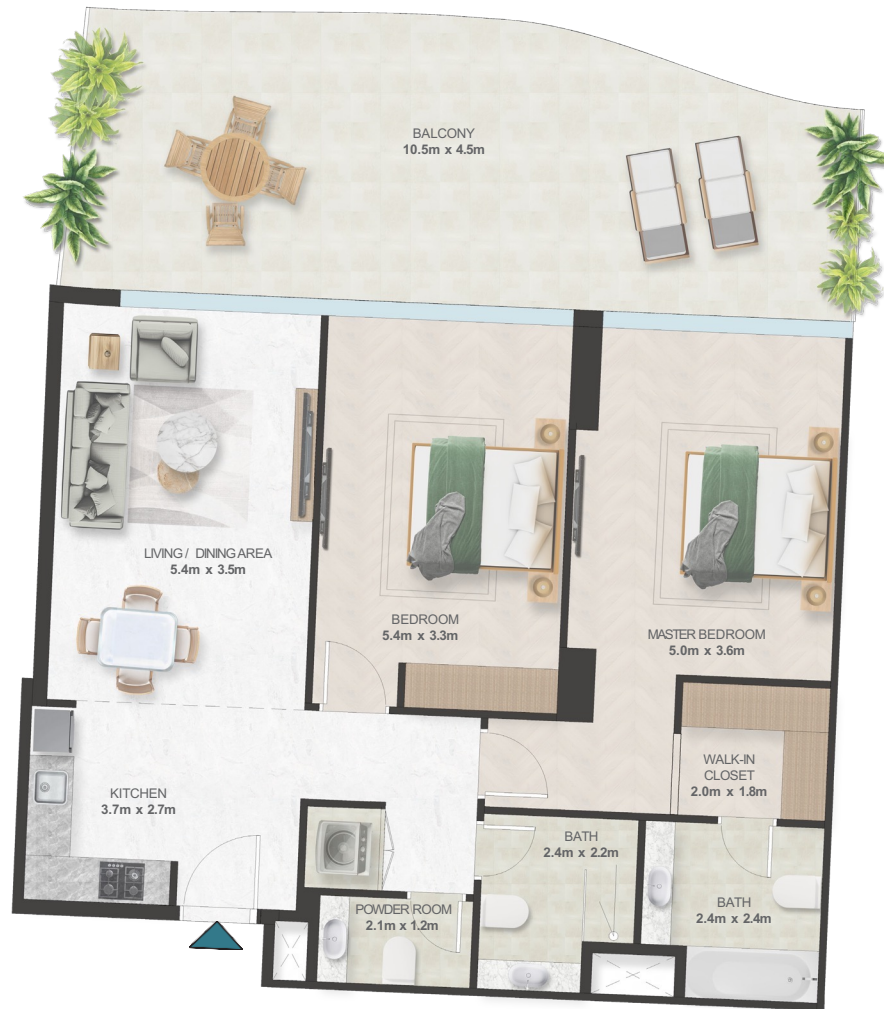 BALCONY
10.5m x 4.5m
LIVING / DINING AREA
5.4m x 3.5m
BEDROOM
5.4m x 3.3m
MASTER BEDROOM
5.0m x 3.6m
WALK-IN
CLOSET
2.0m x 1.8m
KITCHEN
3.7m x 2.7m
BATH
2.4m x 2.2m
POWDER ROOM
2.1m x 1.2m
BATH
2.4m x 2.4m